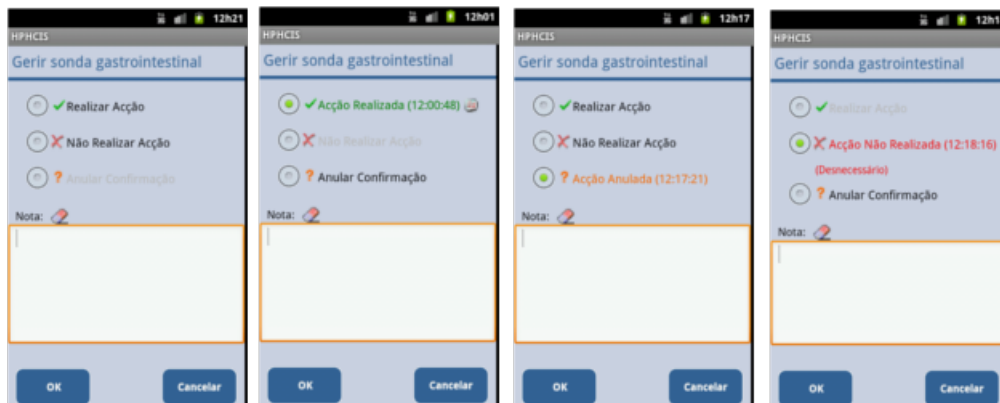 12h21
HPHCIS
Gerir sonda gastrointestinal
Realizar Acção
Não Realizar Acção
? Anular Confirmação
Nota:
OK
Cancelar
12h01
HPHCIS
Gerir sonda gastrointestinal
Acção Realizada (12:00:48)
Não Realizar Acção
? Anular Confirmação
Nota:
OK
Cancelar
12h17
HPHCIS
Gerir sonda gastrointestinal
Realizar Acção
Não Realizar Acção
? Acção Anulada (12:17:21)
Nota:
OK
Cancelar
12h1
HPHCIS
Gerir sonda gastrointestinal
Realizar Acção
Acção Não Realizada (12:18:16)
(Desnecessário)
? Anular Confirmação
Nota:
OK
Cancelar